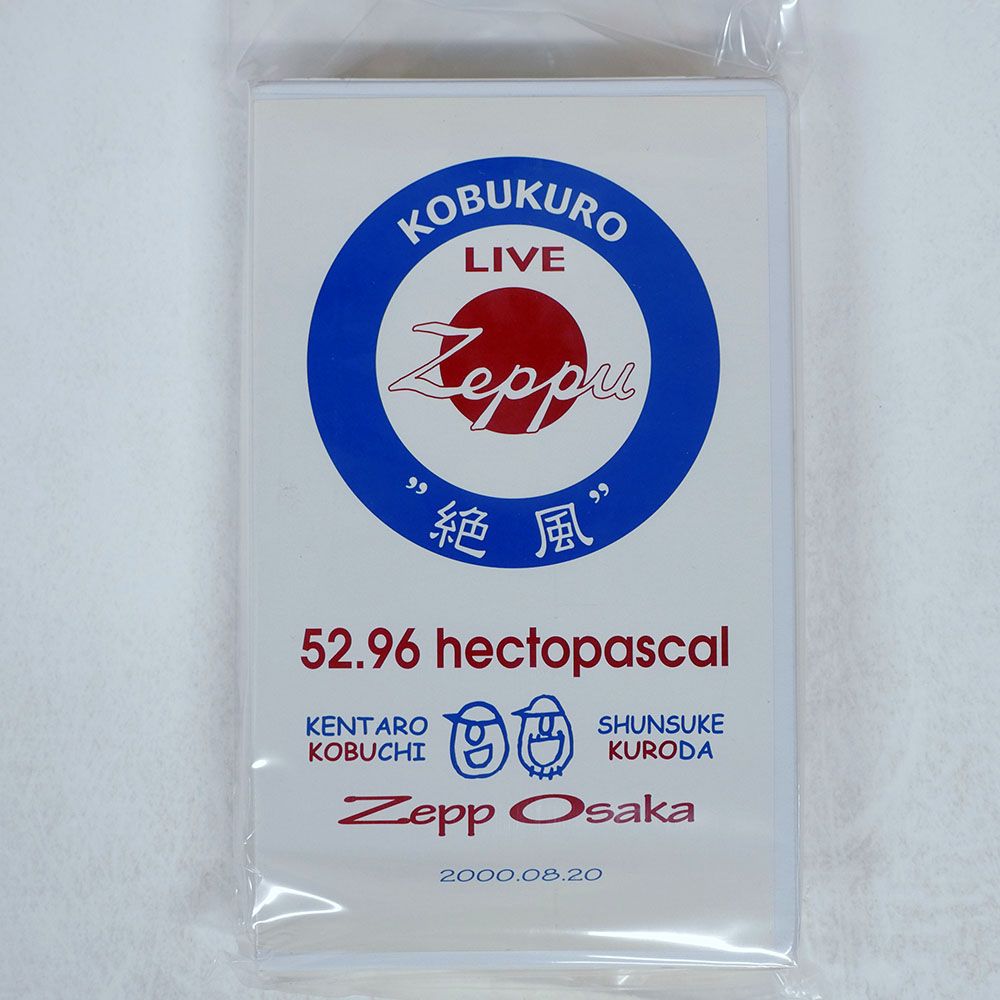 KOBUKURO
LIVE
Zeppu
”絶風”
52.96 hectopascal
KENTARO
KOBUCHI
SHUNSUKE
KURODA
Zepp Osaka
2000.08.20